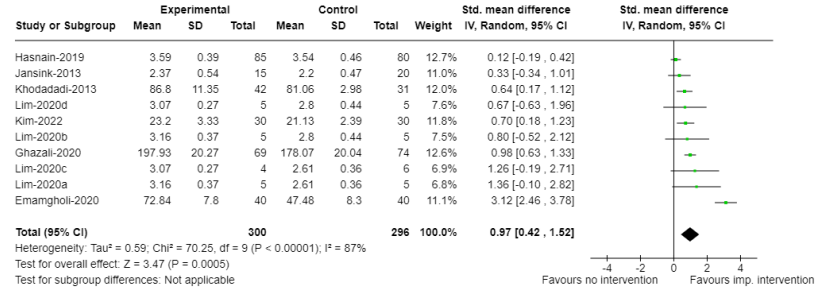 Experimental Control Std. mean difference Std. mean difference
Study or Subgroup Mean SD Total Mean SD Total Weight IV, Random, 95% CI IV, Random, 95% CI
Hasnain-2019 3.59 0.39 85 3.54 0.46 80 12.7% 0.12 [-0.19 , 0.42]
Jansink-2013 2.37 0.54 15 2.2 0.47 20 11.4% 0.33 [-0.34 , 1.01]
Khodadadi-2013 86.8 11.35 42 81.06 2.98 31 12.2% 0.64 [0.17 , 1.12]
Lim-2020d 3.07 0.27 5 2.8 0.44 5 7.7% 0.67 [-0.63 , 1.96]
Kim-2022 23.2 3.33 30 21.13 2.39 30 12.0% 0.70 [0.18 , 1.23]
Lim-2020b 3.16 0.37 5 2.8 0.44 5 7.6% 0.80 [-0.52 , 2.12]
Ghazali-2020 197.93 20.27 69 178.07 20.04 74 12.6% 0.98 [0.63 , 1.33]
Lim-2020c 3.07 0.27 4 2.61 0.36 6 7.0% 1.26 [-0.19 , 2.71]
Lim-2020a 3.16 0.37 5 2.61 0.36 5 6.9% 1.36 [-0.10 , 2.82]
Emamgholi-2020 72.84 7.8 40 47.48 8.3 40 11.4% 3.12 [2.46 , 3.78]
Total (95% CI) 300 296 100.0% 0.97 [0.42 , 1.52]
Heterogeneity: Tau² = 0.59; Chi² = 70.25, df = 9 (P < 0.00001); I² = 87%
Test for overall effect: Z = 3.47 (P = 0.0005)
-4 -2 0 2 4
Test for subgroup differences: Not applicable
Favours no intervention Favours imp. intervention